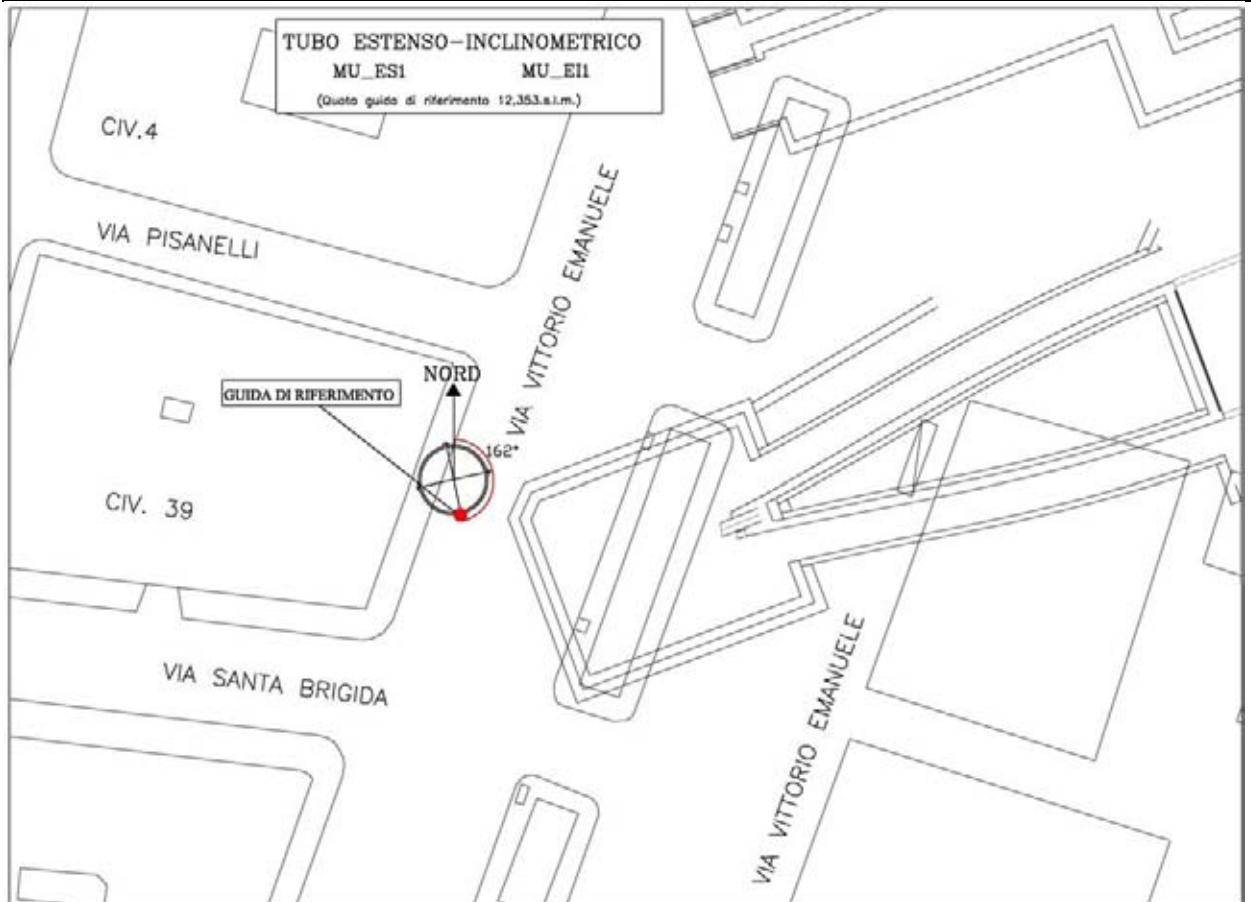 TUBO ESTENSO-INCLINOMETRICO
MU_ES1 MU_EI1
(Quota guida di riferimento 12,353.s.l.m.)
CIV.4
VIA PISANELLI
VIA VITTORIO EMANUELE
NORD
GUIDA DI RIFERIMENTO
162°
CIV. 39
VIA SANTA BRIGIDA
VIA VITTORIO EMANUELE